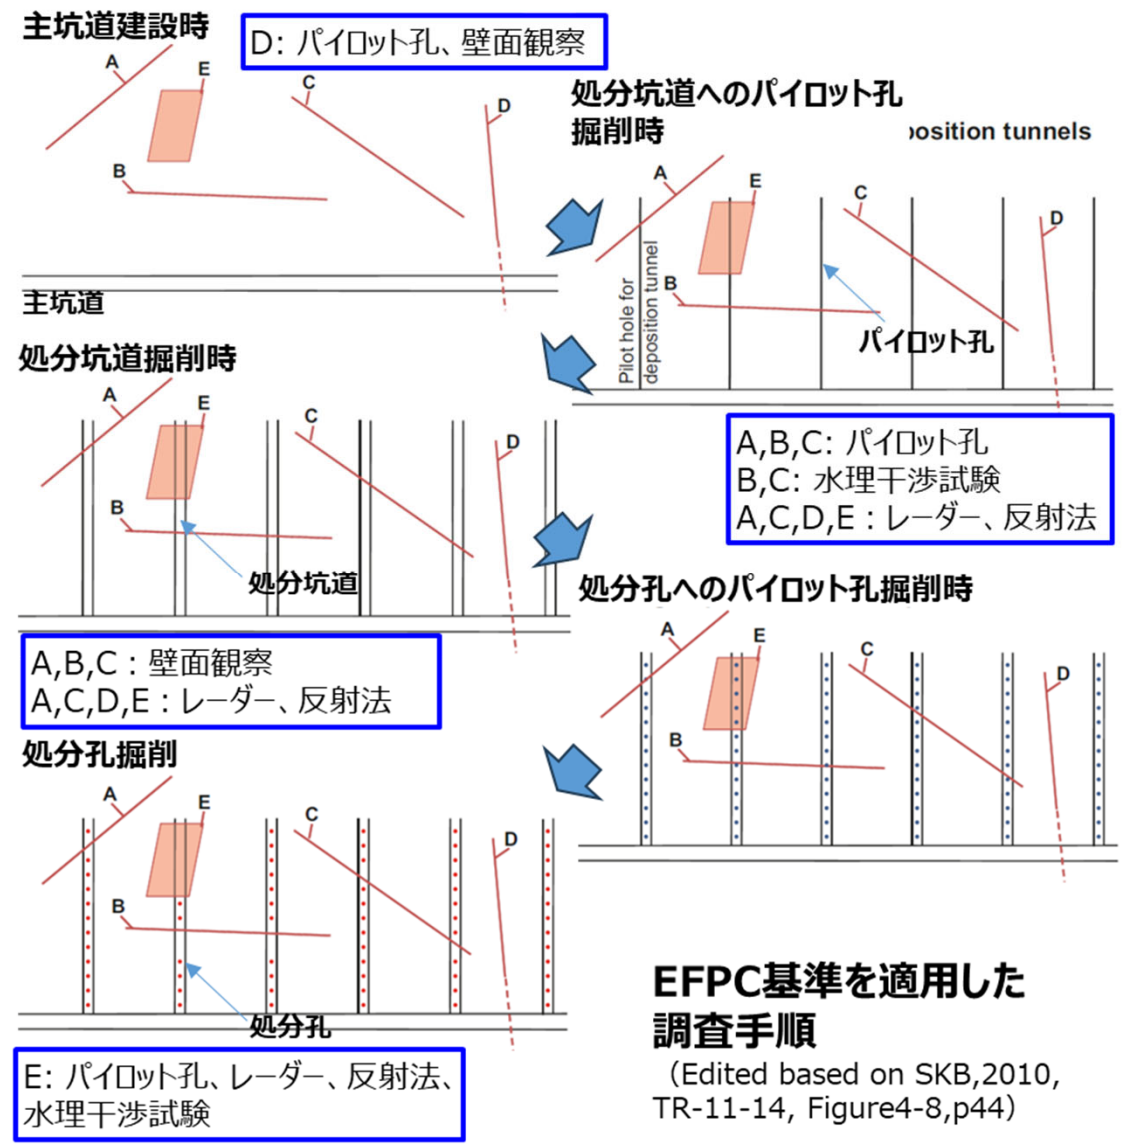 主坑道建設時
D: パイロット孔、壁面観察
A
E
C
D
B
主坑道
処分坑道へのパイロット孔
掘削時
position tunnels
A
E
C
D
B
Pilot hole for
deposition tunnel
パイロット孔
A,B,C: パイロット孔
B,C: 水理干渉試験
A,C,D,E : レーダー、反射法
処分坑道掘削時
A
E
C
D
B
処分坑道
A,B,C : 壁面観察
A,C,D,E : レーダー、反射法
処分孔へのパイロット孔掘削時
A
E
C
D
B
処分孔掘削
A
E
C
D
B
処分孔
E: パイロット孔、レーダー、反射法、
水理干渉試験
EFPC基準を適用した
調査手順
（Edited based on SKB,2010,
TR-11-14, Figure4-8,p44）